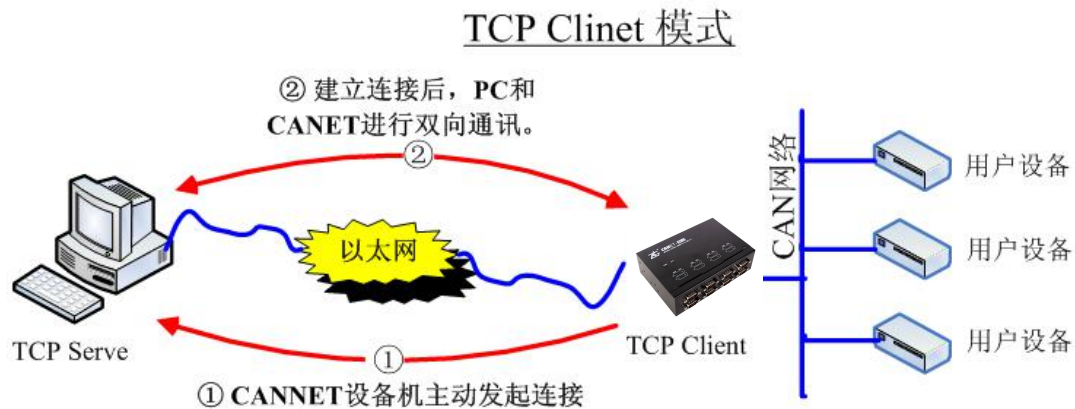 TCP Clinet 模式
② 建立连接后，PC和
CANET进行双向通讯。
②
CAN网络
用户设备
以太网
用户设备
TCP Serve
TCP Client
用户设备
①
① CANNET设备机主动发起连接